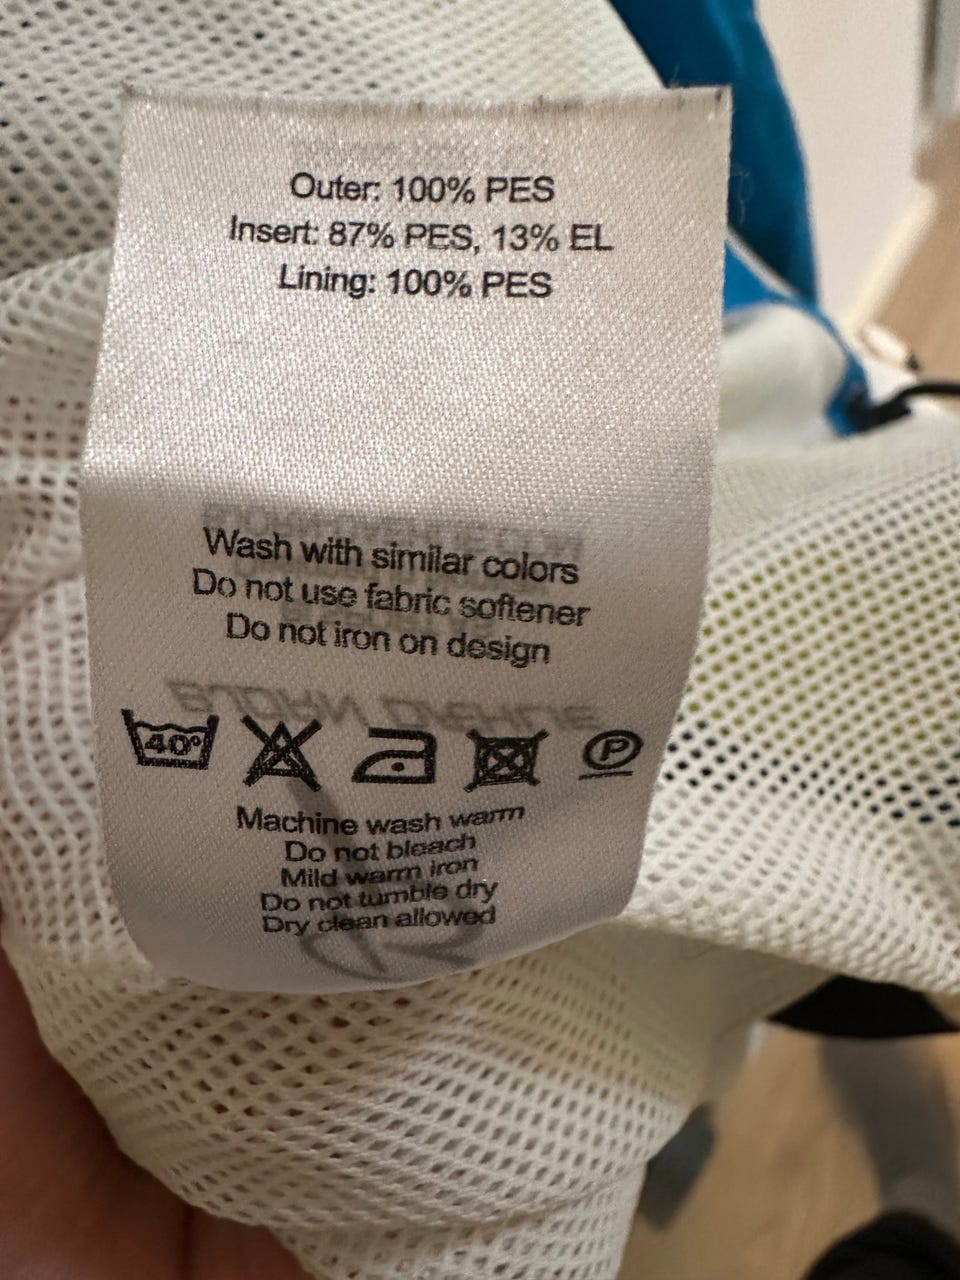 Outer: 100% PES
Insert: 87% PES, 13% EL
Lining: 100% PES
Wash with similar colors
Do not use fabric softener
Do not iron on design
40° P
Machine wash warm
Do not bleach
Mild warm iron
Do not tumble dry
Dry clean allowed